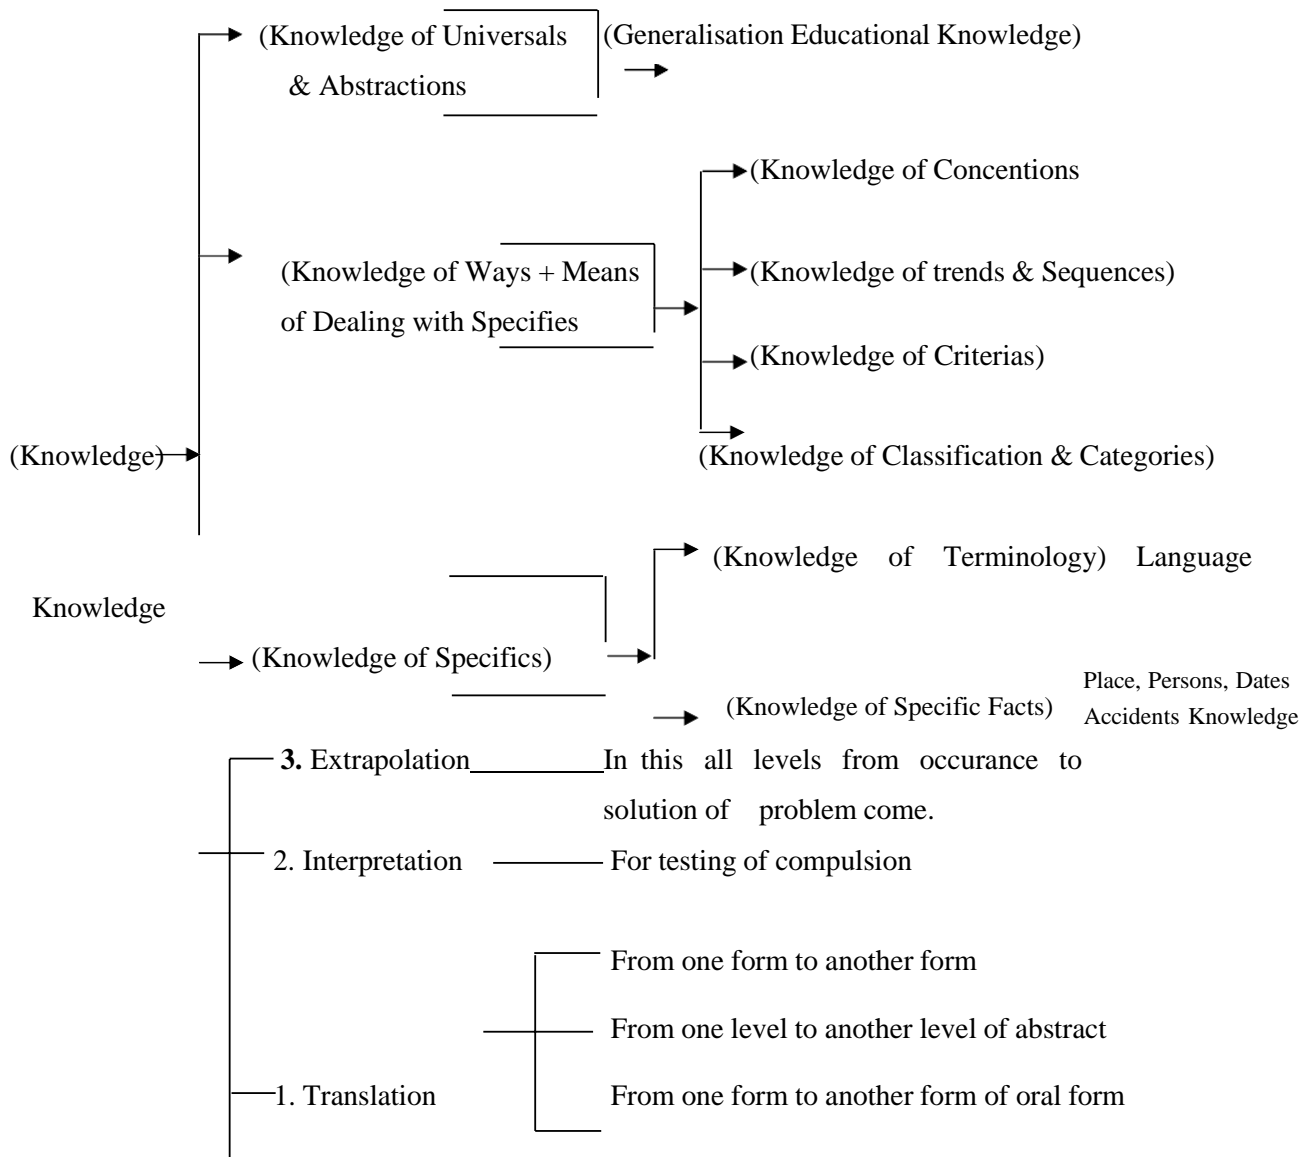 (Knowledge of Universals
& Abstractions
(Generalisation Educational Knowledge)
(Knowledge of Concentions
(Knowledge of Ways + Means
of Dealing with Specifies
(Knowledge of trends & Sequences)
(Knowledge of Criterias)
(Knowledge)
(Knowledge of Classification & Categories)
(Knowledge of Terminology) Language
Knowledge
(Knowledge of Specifics)
(Knowledge of Specific Facts)
Place, Persons, Dates
Accidents Knowledge
3. Extrapolation
In this all levels from occurance to
solution of problem come.
2. Interpretation
For testing of compulsion
From one form to another form
From one level to another level of abstract
1. Translation
From one form to another form of oral form